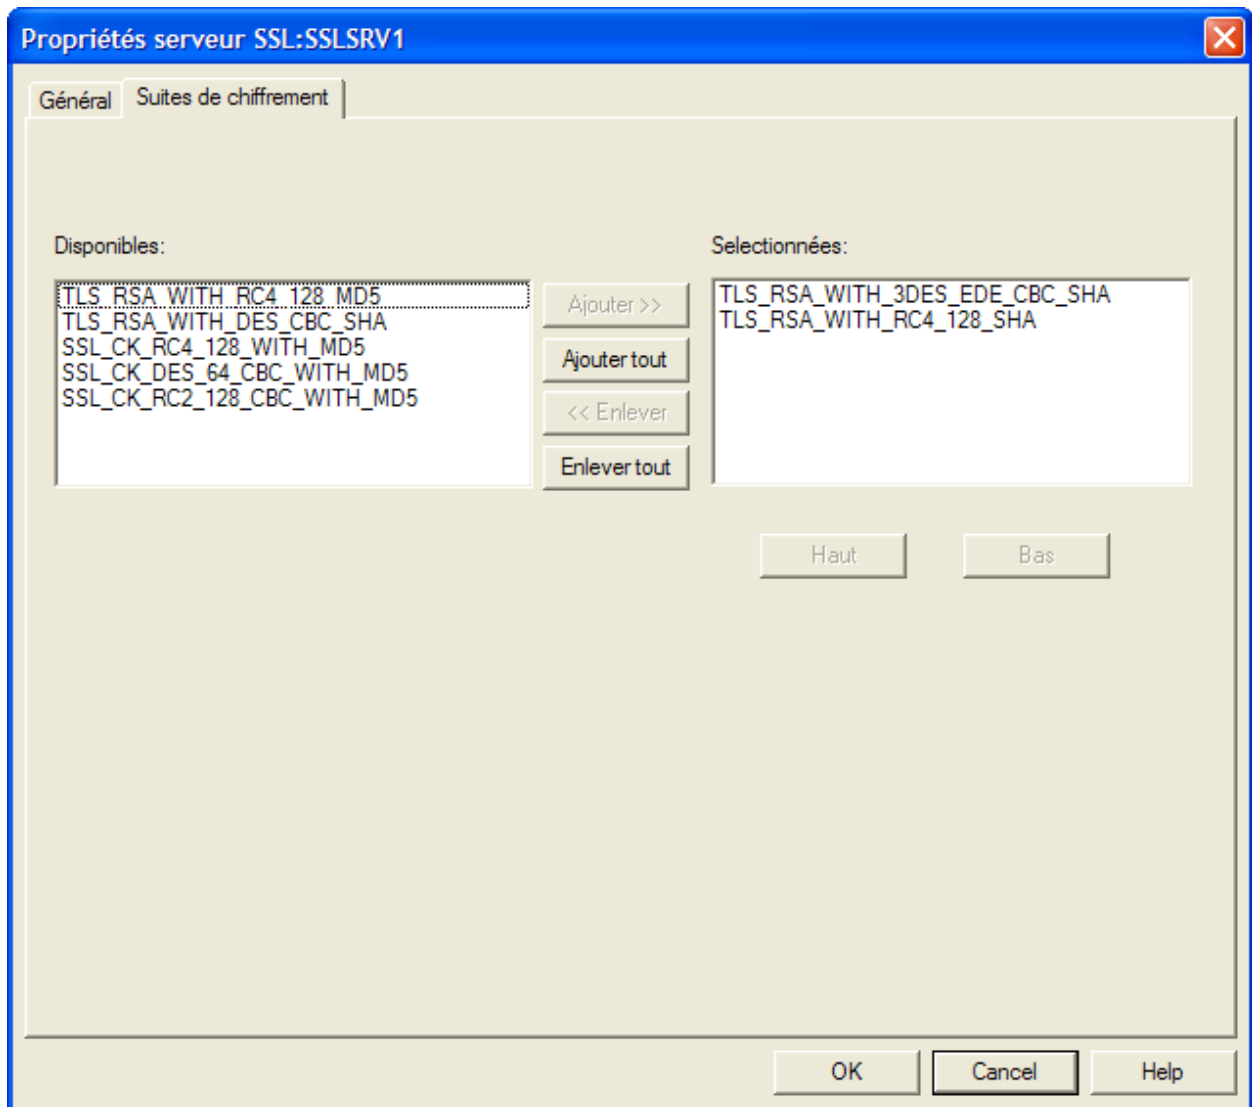 Propriétés serveur SSL:SSLSRV1
Général
Suites de chiffrement
Disponibles:
Selectionnées:
TLS_RSA_WITH_RC4_128_MD5
TLS_RSA_WITH_DES_CBC_SHA
SSL_CK_RC4_128_WITH_MD5
SSL_CK_DES_64_CBC_WITH_MD5
SSL_CK_RC2_128_CBC_WITH_MD5
Ajouter >>
Ajouter tout
<< Enlever
Enlever tout
TLS_RSA_WITH_3DES_EDE_CBC_SHA
TLS_RSA_WITH_RC4_128_SHA
Haut
Bas
OK
Cancel
Help